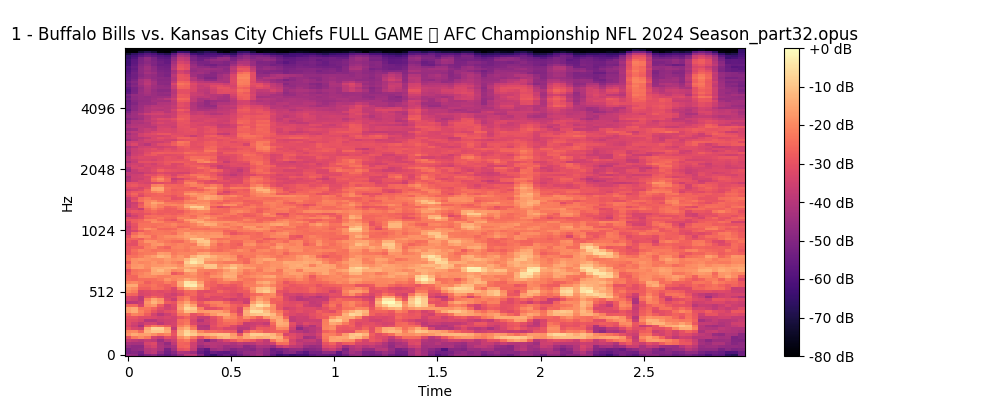 1 - Buffalo Bills vs. Kansas City Chiefs FULL GAME ▯ AFC Championship NFL 2024 Season_part32.opus
+0 dB
-10 dB
-20 dB
-30 dB
-40 dB
-50 dB
-60 dB
-70 dB
-80 dB
Hz
4096
2048
1024
512
0
0
0.5
1
1.5
2
2.5
Time